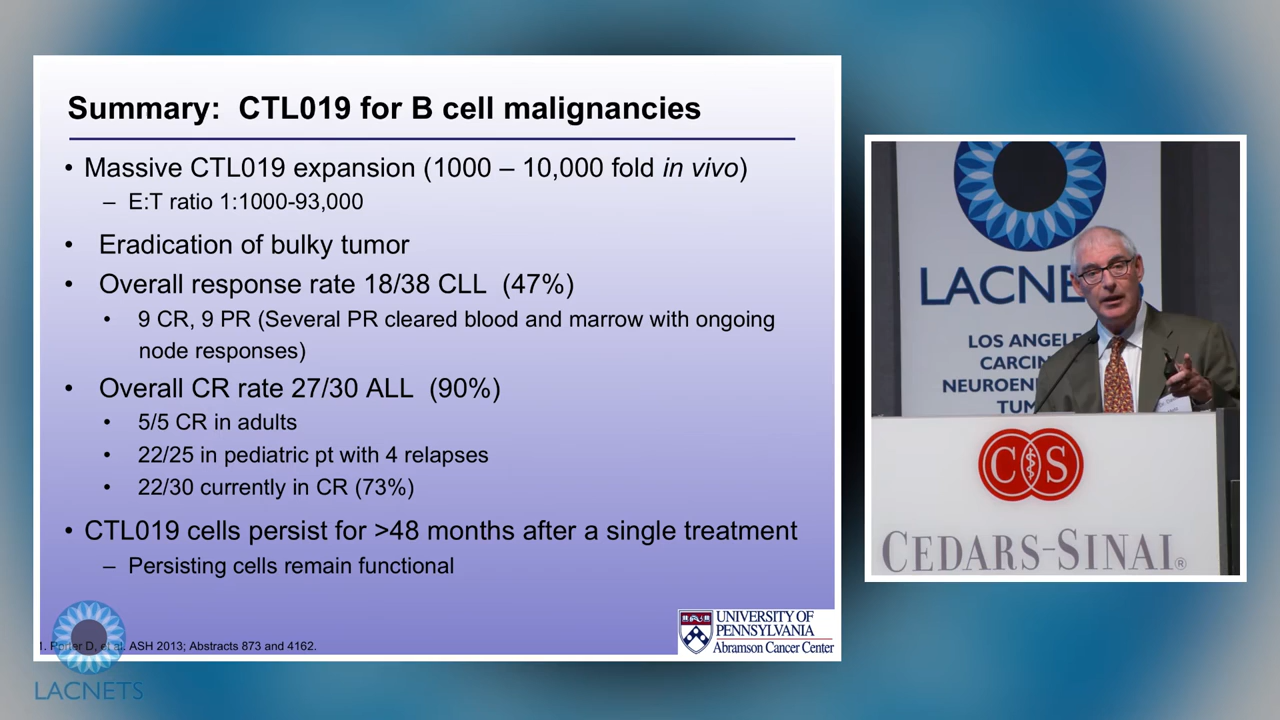 Summary: CTL019 for B cell malignancies
• Massive CTL019 expansion (1000 – 10,000 fold in vivo)
– E:T ratio 1:1000-93,000
• Eradication of bulky tumor
• Overall response rate 18/38 CLL (47%)
• 9 CR, 9 PR (Several PR cleared blood and marrow with ongoing
node responses)
• Overall CR rate 27/30 ALL (90%)
• 5/5 CR in adults
• 22/25 in pediatric pt with 4 relapses
• 22/30 currently in CR (73%)
• CTL019 cells persist for >48 months after a single treatment
– Persisting cells remain functional
1. Porter D, et al. ASH 2013; Abstracts 873 and 4162.
UNIVERSITY OF
PENNSYLVANIA
Abramson Cancer Center
LACNETS
LACNE
LOS ANGEL
CARCIN
NEUROEN
TUM
C S
CEDARS-SINAI®